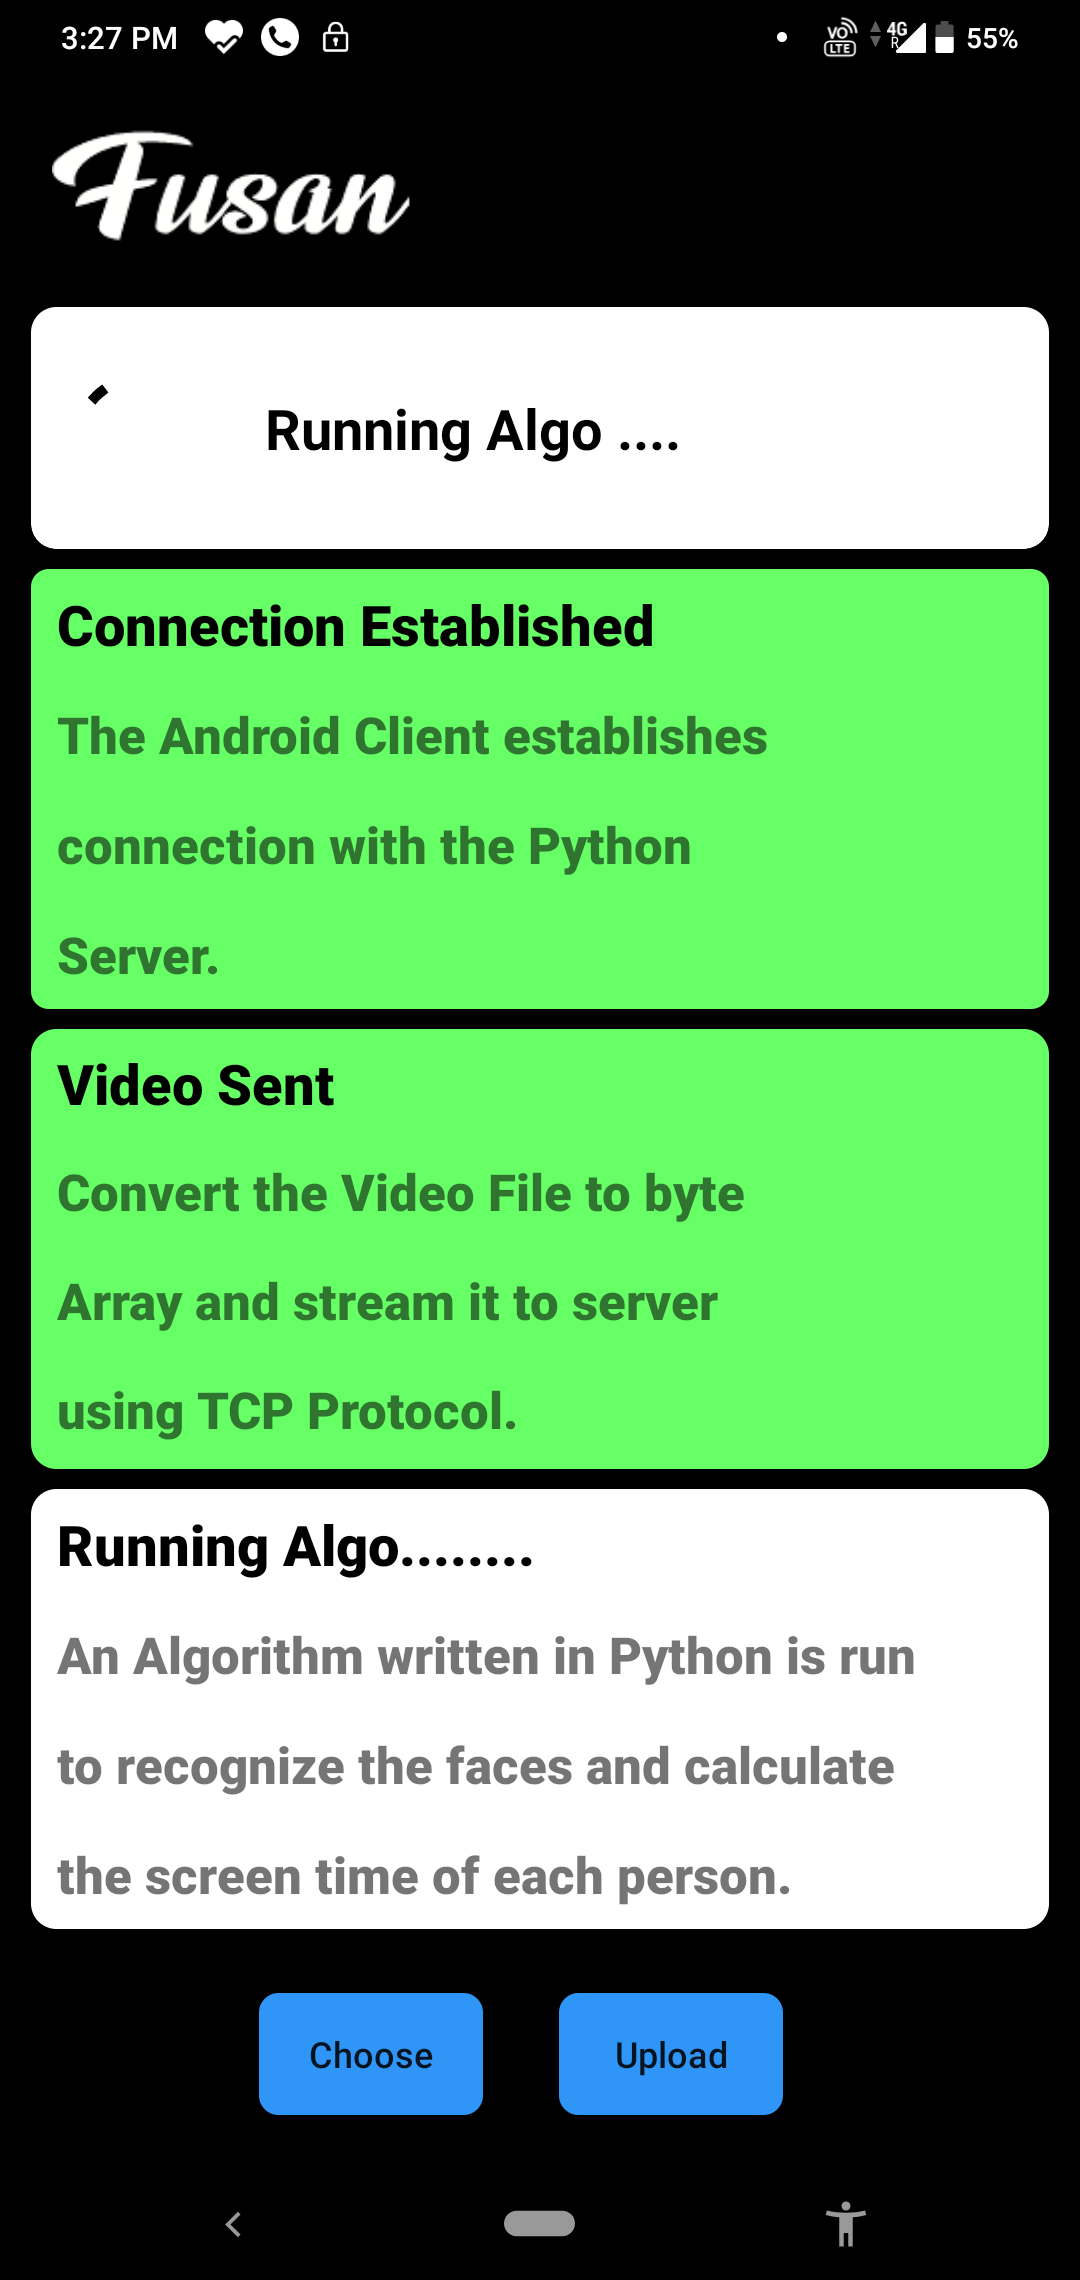 3:27 PM
VO LTE 4G R 55%
Fusan
Running Algo ....
Connection Established
The Android Client establishes
connection with the Python
Server.
Video Sent
Convert the Video File to byte
Array and stream it to server
using TCP Protocol.
Running Algo........
An Algorithm written in Python is run
to recognize the faces and calculate
the screen time of each person.
Choose Upload